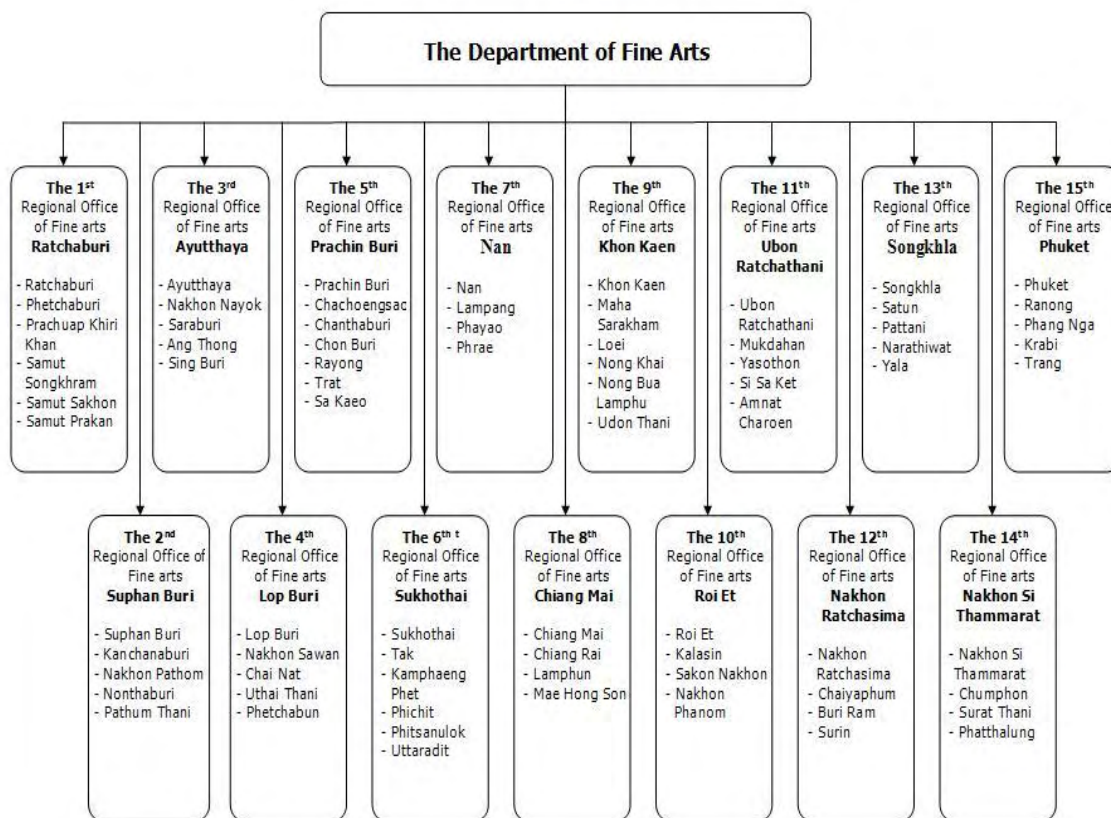 The Department of Fine Arts
The 1st
Regional Office
of Fine arts
Ratchaburi
- Ratchaburi
- Phetchaburi
- Prachuap Khiri
Khan
- Samut
Songkhram
- Samut Sakhon
- Samut Prakan
The 3rd
Regional Office
of Fine arts
Ayutthaya
- Ayutthaya
- Nakhon Nayok
- Saraburi
- Ang Thong
- Sing Buri
The 5th
Regional Office
of Fine arts
Prachin Buri
- Prachin Buri
- Chachoengsac
- Chanthaburi
- Chon Buri
- Rayong
- Trat
- Sa Kaeo
The 7th
Regional Office
of Fine arts
Nan
- Nan
- Lampang
- Phayao
- Phrae
The 9th
Regional Office
of Fine arts
Khon Kaen
- Khon Kaen
- Maha
Sarakham
- Loei
- Nong Khai
- Nong Bua
Lamphu
- Udon Thani
The 11th
Regional Office
of Fine arts
Ubon
Ratchathani
- Ubon
Ratchathani
- Mukdahan
- Yasothon
- Si Sa Ket
- Amnat
Charoen
The 13th
Regional Office
of Fine arts
Songkhla
- Songkhla
- Satun
- Pattani
- Narathiwat
- Yala
The 15th
Regional Office
of Fine arts
Phuket
- Phuket
- Ranong
- Phang Nga
- Krabi
- Trang
The 2nd
Regional Office of
Fine arts
Suphan Buri
- Suphan Buri
- Kanchanaburi
- Nakhon Pathom
- Nonthaburi
- Pathum Thani
The 4th
Regional Office
of Fine arts
Lop Buri
- Lop Buri
- Nakhon Sawan
- Chai Nat
- Uthai Thani
- Phetchabun
The 6th t
Regional Office
of Fine arts
Sukhothai
- Sukhothai
- Tak
- Kamphaeng
Phet
- Phichit
- Phitsanulok
- Uttaradit
The 8th
Regional Office
of Fine arts
Chiang Mai
- Chiang Mai
- Chiang Rai
- Lamphun
- Mae Hong Son
The 10th
Regional Office
of Fine arts
Roi Et
- Roi Et
- Kalasin
- Sakon Nakhon
- Nakhon
Phanom
The 12th
Regional Office
of Fine arts
Nakhon
Ratchasima
- Nakhon
Ratchasima
- Chaiyaphum
- Buri Ram
- Surin
The 14th
Regional Office
of Fine arts
Nakhon Si
Thammarat
- Nakhon Si
Thammarat
- Chumphon
- Surat Thani
- Phatthalung